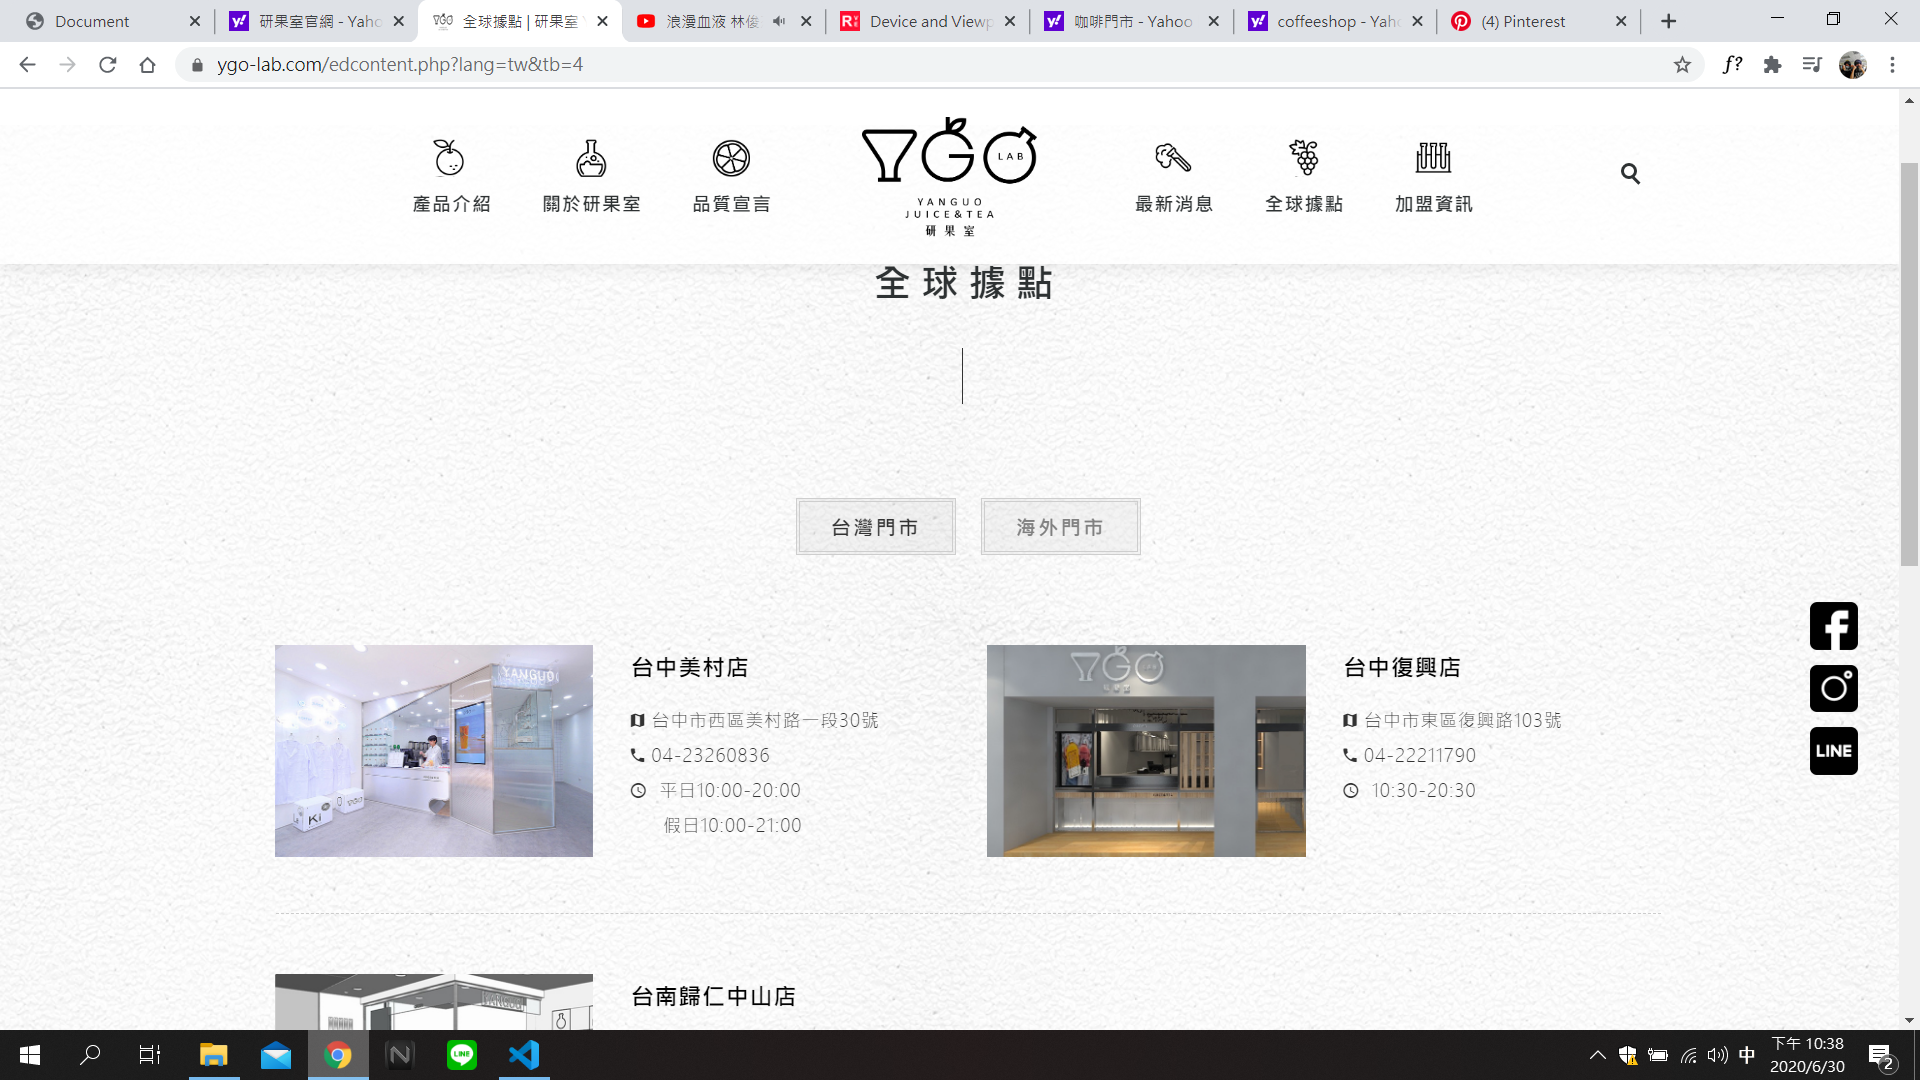 Document
研果室官網 - Yaho
全球據點 | 研果室
浪漫血液 林俊
Device and Viewp
咖啡門市 - Yahoo
coffeeshop - Yah
(4) Pinterest
ygo-lab.com/edcontent.php?lang=tw&tb=4
f?
產品介紹
關於研果室
品質宣言
YGO
LAB
YANGUO
JUICE&TEA
研果室
最新消息
全球據點
加盟資訊
全球據點
台灣門市
海外門市
YANGUO
Ki
台中美村店
台中市西區美村路一段30號
04-23260836
平日10:00-20:00
假日10:00-21:00
YGO
台中復興店
台中市東區復興路103號
04-22211790
10:30-20:30
LINE
台南歸仁中山店
中
下午 10:38
2020/6/30
2